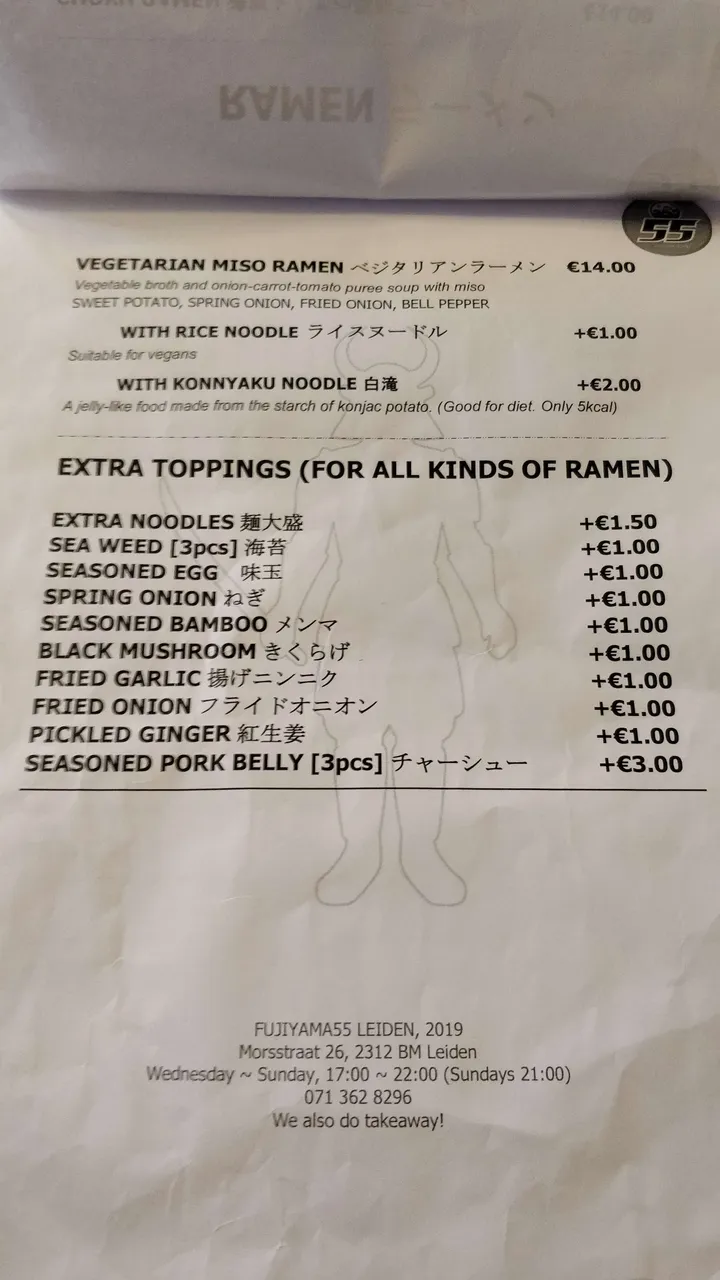 RAMEN ラーメン
55
VEGETARIAN MISO RAMEN ベジタリアンラーメン €14.00
Vegetable broth and onion-carrot-tomato puree soup with miso
SWEET POTATO, SPRING ONION, FRIED ONION, BELL PEPPER
WITH RICE NOODLE ライスヌードル +€1.00
Suitable for vegans
WITH KONNYAKU NOODLE 白滝 +€2.00
A jelly-like food made from the starch of konjac potato. (Good for diet. Only 5kcal)
EXTRA TOPPINGS (FOR ALL KINDS OF RAMEN)
EXTRA NOODLES 麺大盛 +€1.50
SEA WEED [3pcs] 海苔 +€1.00
SEASONED EGG 味玉 +€1.00
SPRING ONION ねぎ +€1.00
SEASONED BAMBOO メンマ +€1.00
BLACK MUSHROOM きくらげ +€1.00
FRIED GARLIC 揚げニンニク +€1.00
FRIED ONION フライドオニオン +€1.00
PICKLED GINGER 紅生姜 +€1.00
SEASONED PORK BELLY [3pcs] チャーシュー +€3.00
FUJIYAMA55 LEIDEN, 2019
Morsstraat 26, 2312 BM Leiden
Wednesday ~ Sunday, 17:00 ~ 22:00 (Sundays 21:00)
071 362 8296
We also do takeaway!